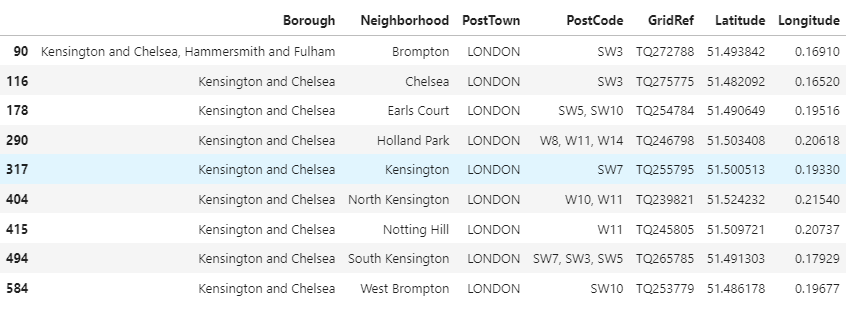 Borough Neighborhood PostTown PostCode GridRef Latitude Longitude
90 Kensington and Chelsea, Hammersmith and Fulham Brompton LONDON SW3 TQ272788 51.493842 0.16910
116 Kensington and Chelsea Chelsea LONDON SW3 TQ275775 51.482092 0.16520
178 Kensington and Chelsea Earls Court LONDON SW5, SW10 TQ254784 51.490649 0.19516
290 Kensington and Chelsea Holland Park LONDON W8, W11, W14 TQ246798 51.503408 0.20618
317 Kensington and Chelsea Kensington LONDON SW7 TQ255795 51.500513 0.19330
404 Kensington and Chelsea North Kensington LONDON W10, W11 TQ239821 51.524232 0.21540
415 Kensington and Chelsea Notting Hill LONDON W11 TQ245805 51.509721 0.20737
494 Kensington and Chelsea South Kensington LONDON SW7, SW3, SW5 TQ265785 51.491303 0.17929
584 Kensington and Chelsea West Brompton LONDON SW10 TQ253779 51.486178 0.19677